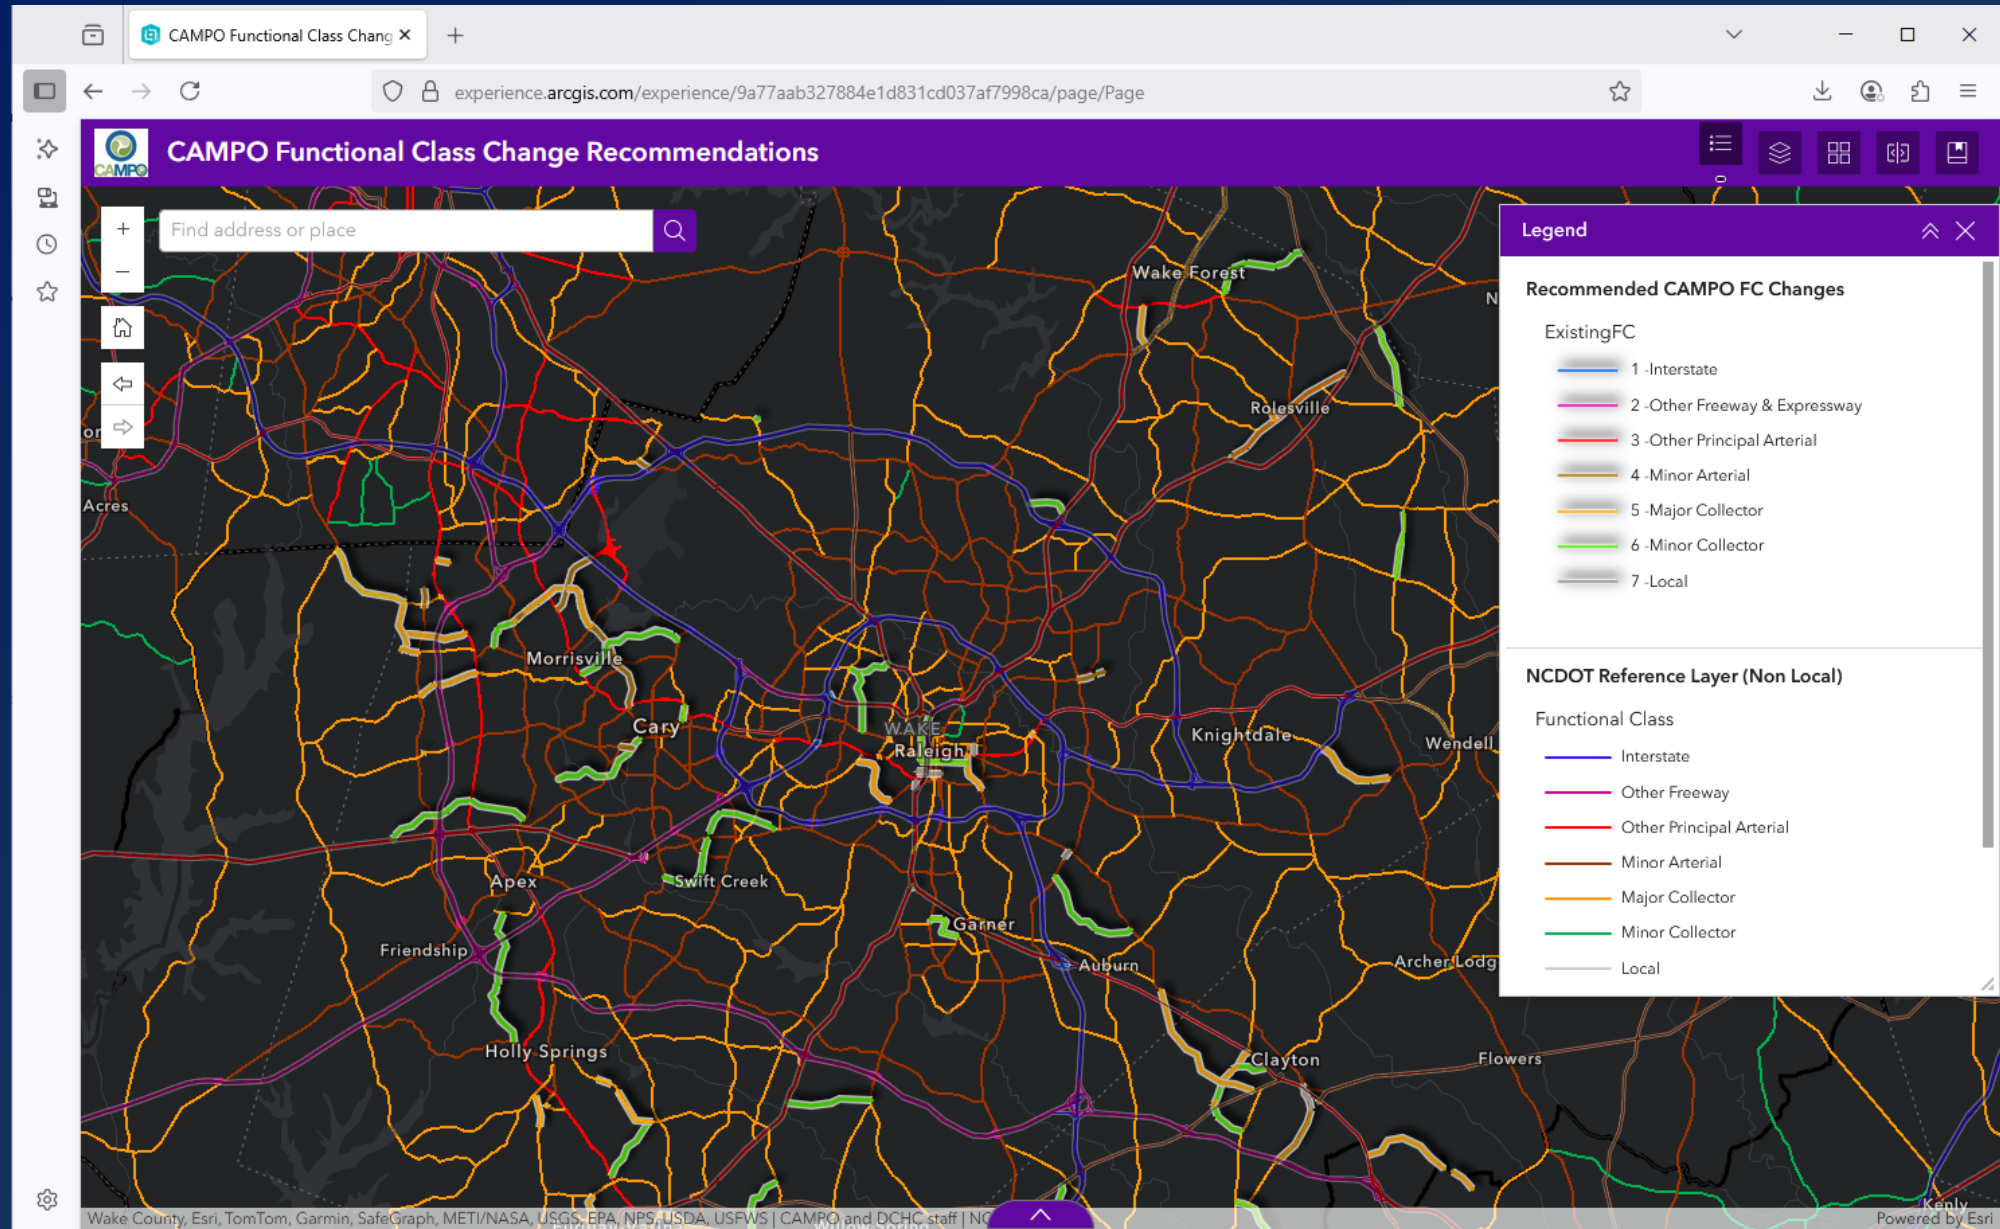 CAMPO Functional Class Chang
experience.arcgis.com/experience/9a77aab327884e1d831cd037af7998ca/page/Page
CAMPO
CAMPO Functional Class Change Recommendations
Find address or place
Legend
Recommended CAMPO FC Changes
ExistingFC
1 -Interstate
2 -Other Freeway & Expressway
3 -Other Principal Arterial
4 -Minor Arterial
5 -Major Collector
6 -Minor Collector
7 -Local
NCDOT Reference Layer (Non Local)
Functional Class
Interstate
Other Freeway
Other Principal Arterial
Minor Arterial
Major Collector
Minor Collector
Local
Wake Forest
N
Rolesville
or
Acres
Morrisville
Cary
WAKE
Raleigh
Knightdale
Wendell
Apex
Swift Creek
Garner
Friendship
Auburn
Archer Lodg
Holly Springs
Clayton
Flowers
Kenly
Wake County, Esri, TomTom, Garmin, SafeGraph, METI/NASA, USGS, EPA, NPS, USDA, USFWS | CAMPO and DCHC staff | NC
Powered by Esri